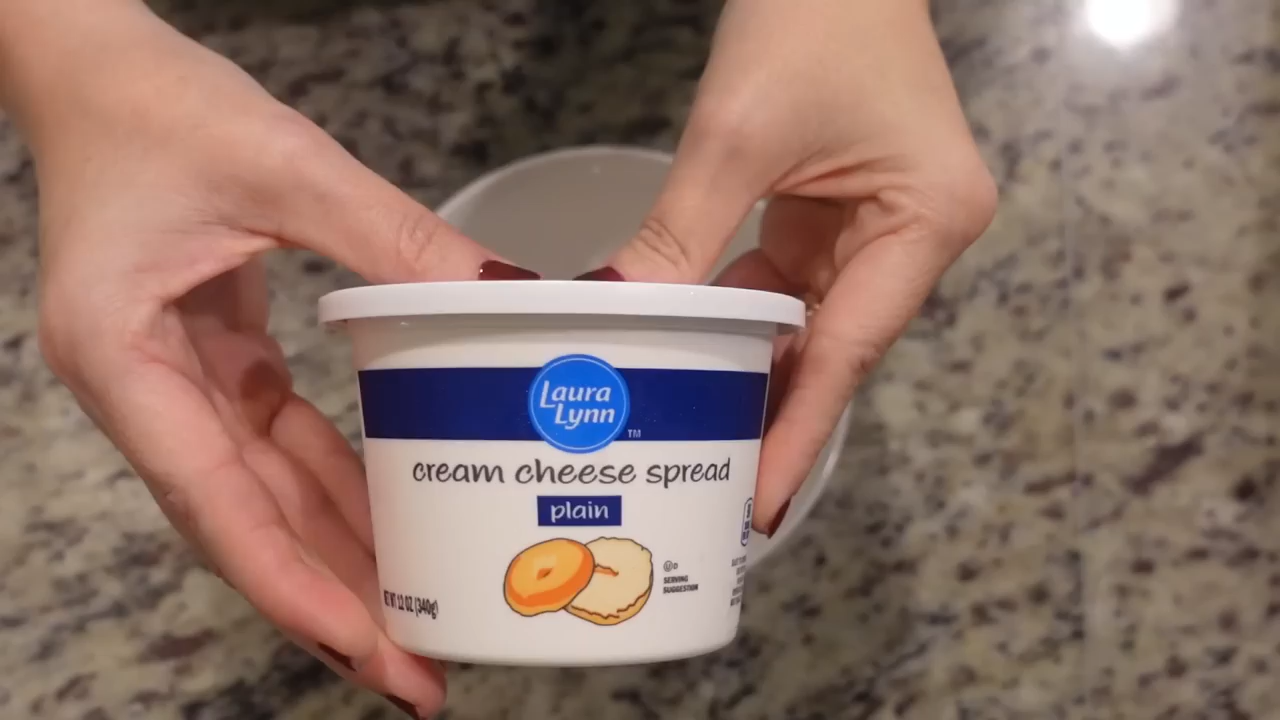 Laura
Lynn
TM
cream cheese spread
plain
U D
SERVING
SUGGESTION
NET WT 12 OZ (340g)